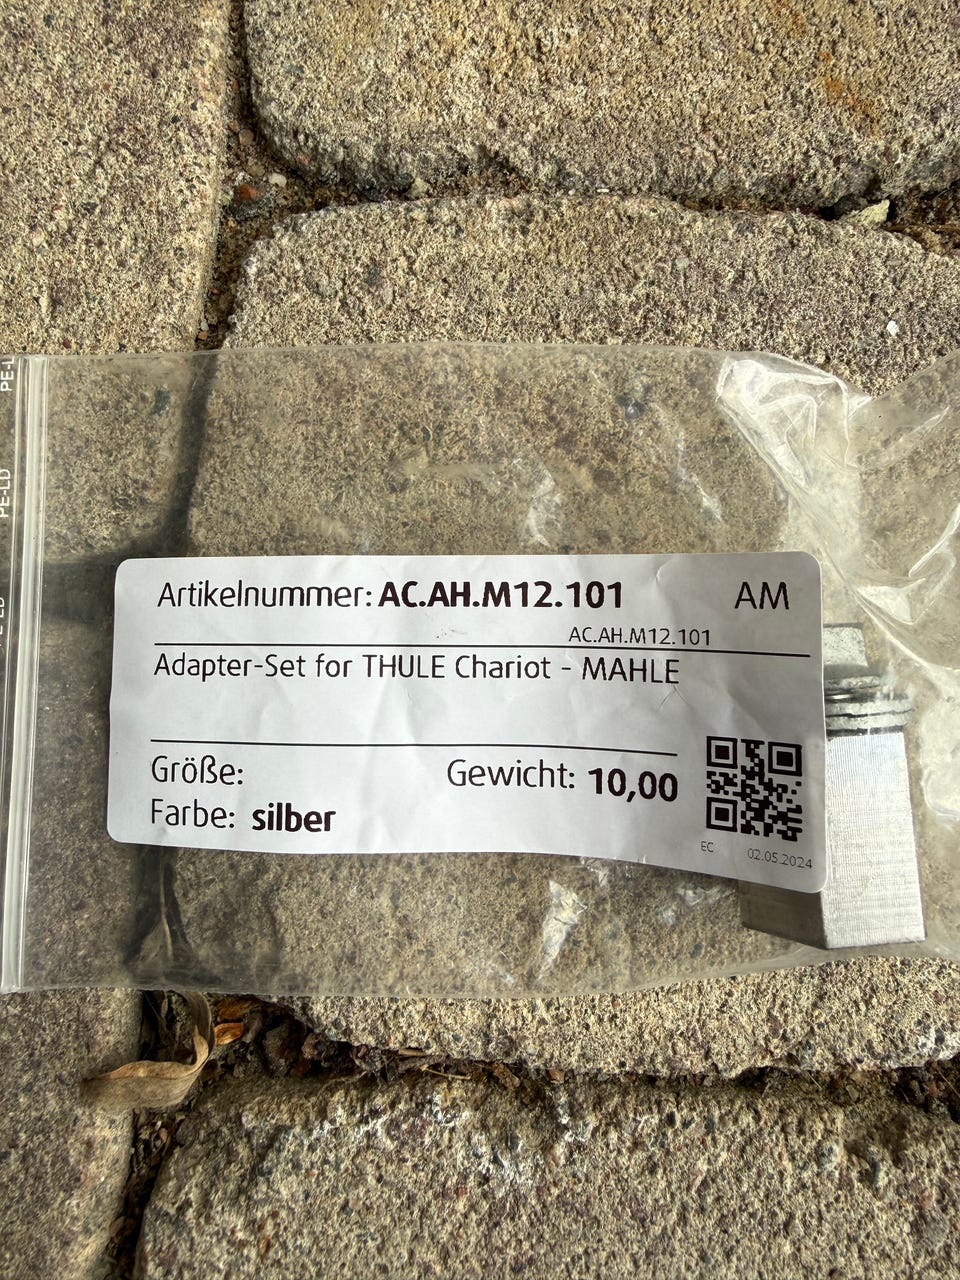 PE-LD
Artikelnummer: AC.AH.M12.101 AM
AC.AH.M12.101
Adapter-Set for THULE Chariot - MAHLE
Größe:
Gewicht: 10,00
Farbe: silber
EC 02.05.2024